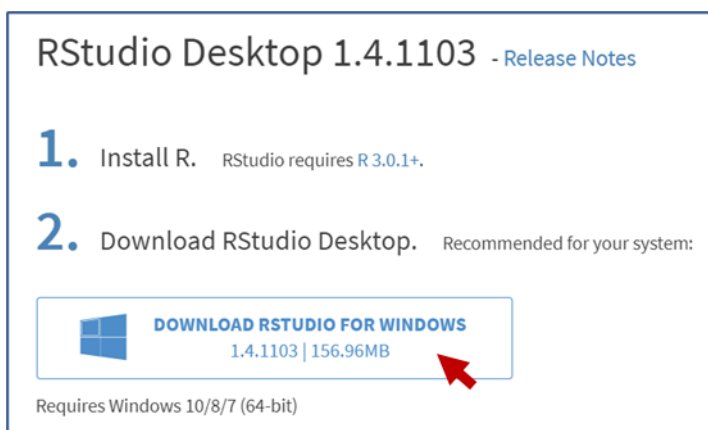 RStudio Desktop 1.4.1103 - Release Notes
1. Install R. RStudio requires R 3.0.1+.
2. Download RStudio Desktop. Recommended for your system:
DOWNLOAD RSTUDIO FOR WINDOWS
1.4.1103 | 156.96MB
Requires Windows 10/8/7 (64-bit)